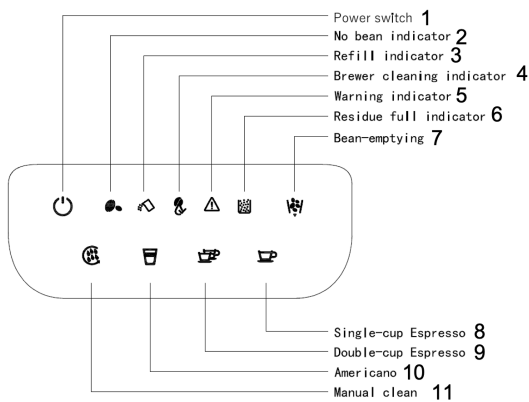 Power switch 1
No bean indicator 2
Refill indicator 3
Brewer cleaning indicator 4
Warning indicator 5
Residue full indicator 6
Bean-emptying 7
Single-cup Espresso 8
Double-cup Espresso 9
Americano 10
Manual clean 11